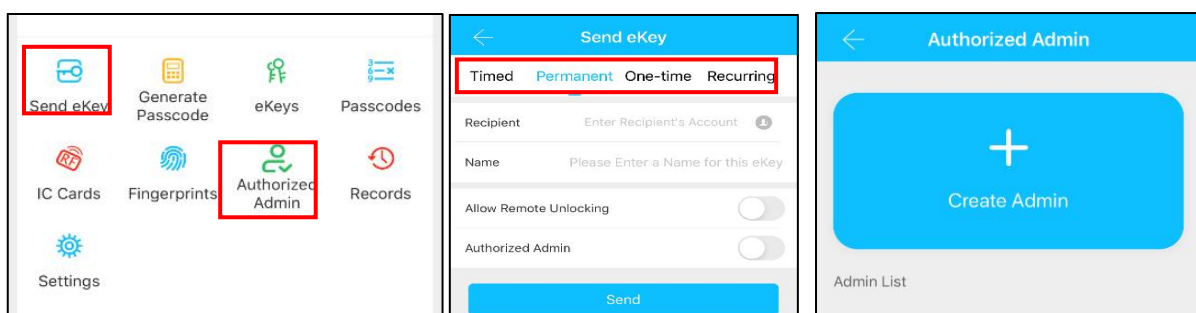 Send eKey
Generate
Passcode
eKeys
Passcodes
IC Cards
Fingerprints
Authorized
Admin
Records
Settings
Send eKey
Timed Permanent One-time Recurring
Recipient Enter Recipient's Account
Name Please Enter a Name for this eKey
Allow Remote Unlocking
Authorized Admin
Send
Authorized Admin
Create Admin
Admin List